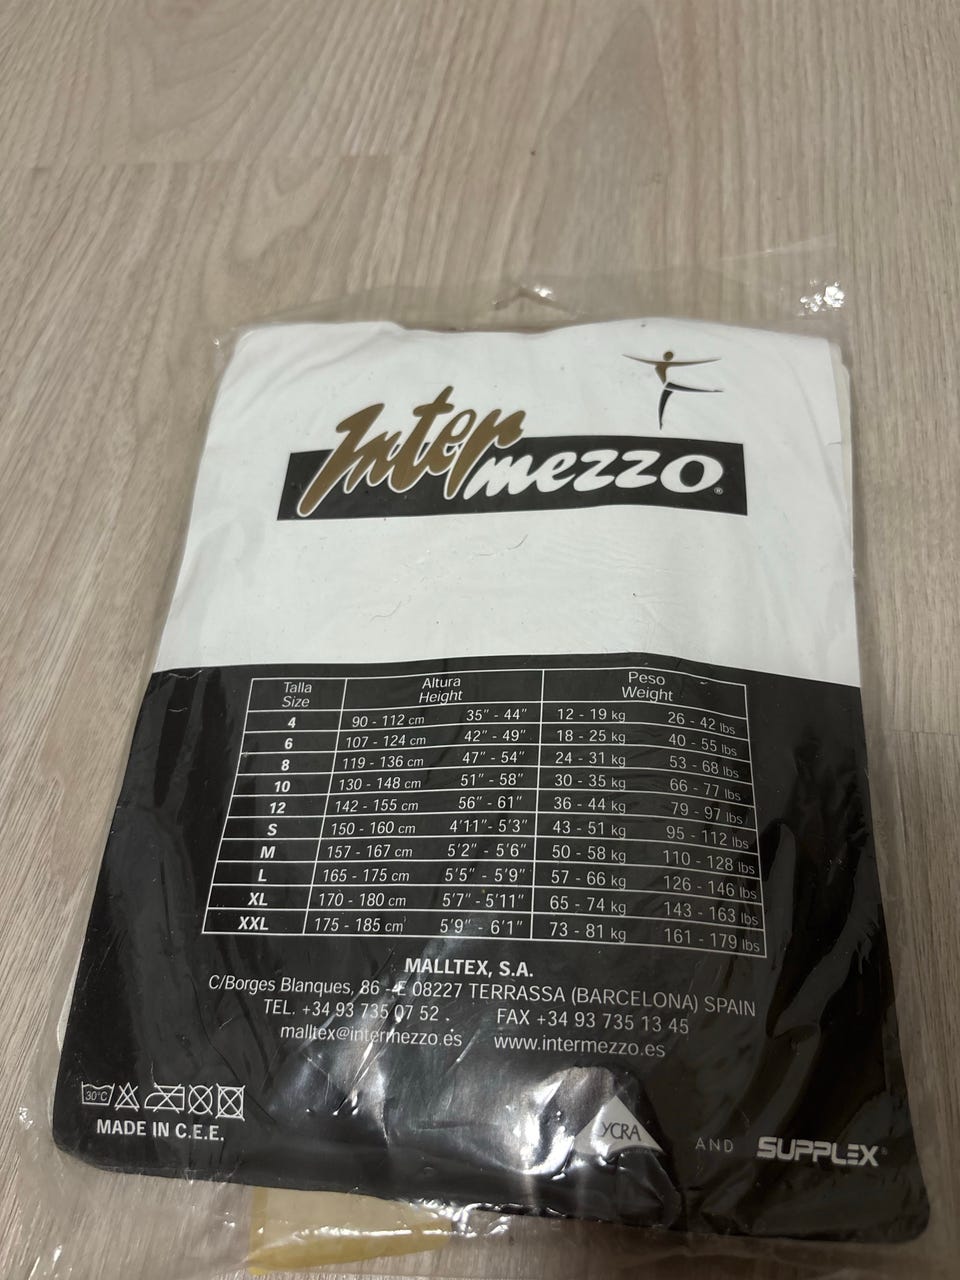 Inter mezzo®
Talla Size Altura Height Peso Weight
4 90 - 112 cm 35" - 44" 12 - 19 kg 26 - 42 lbs
6 107 - 124 cm 42" - 49" 18 - 25 kg 40 - 55 lbs
8 119 - 136 cm 47" - 54" 24 - 31 kg 53 - 68 lbs
10 130 - 148 cm 51" - 58" 30 - 35 kg 66 - 77 lbs
12 142 - 155 cm 56" - 61" 36 - 44 kg 79 - 97 lbs
S 150 - 160 cm 4'11"- 5'3" 43 - 51 kg 95 - 112 lbs
M 157 - 167 cm 5'2" - 5'6" 50 - 58 kg 110 - 128 lbs
L 165 - 175 cm 5'5" - 5'9" 57 - 66 kg 126 - 146 lbs
XL 170 - 180 cm 5'7" - 5'11" 65 - 74 kg 143 - 163 lbs
XXL 175 - 185 cm 5'9" - 6'1" 73 - 81 kg 161 - 179 lbs
MALLTEX, S.A.
C/Borges Blanques, 86 - E 08227 TERRASSA (BARCELONA) SPAIN
TEL. +34 93 735 07 52 . FAX +34 93 735 13 45
malltex@intermezzo.es www.intermezzo.es
30°C
MADE IN C.E.E.
YCRA AND SUPPLEX®